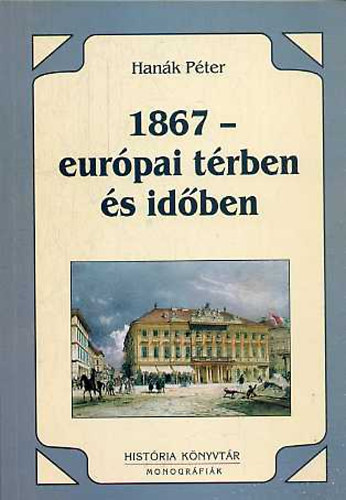 Hanák Péter
1867 –
európai térben
és időben
HISTÓRIA KÖNYVTÁR
MONOGRÁFIÁK